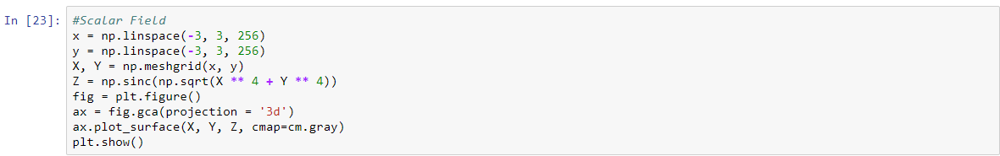 In [23]: #Scalar Field
x = np.linspace(-3, 3, 256)
y = np.linspace(-3, 3, 256)
X, Y = np.meshgrid(x, y)
Z = np.sinc(np.sqrt(X ** 4 + Y ** 4))
fig = plt.figure()
ax = fig.gca(projection = '3d')
ax.plot_surface(X, Y, Z, cmap=cm.gray)
plt.show()